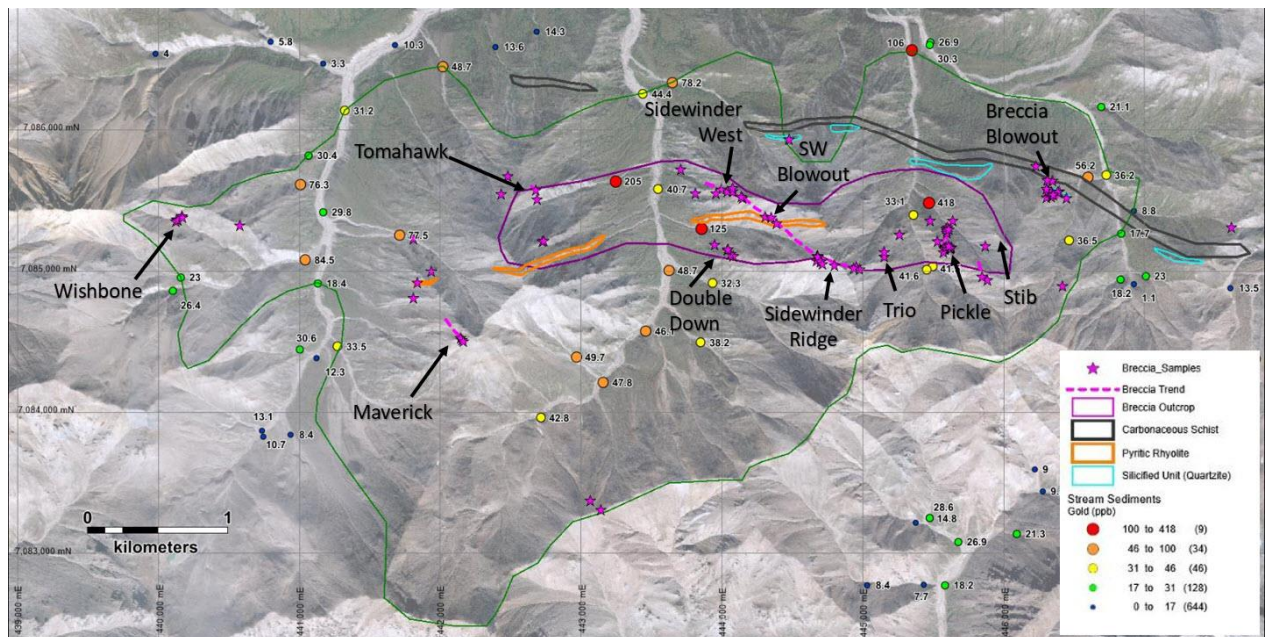 14.3
5.8
10.3
13.6
4
3.3
48.7
78.2
106
26.9
30.3
44.4
31.2
21.1
7,086,000 mN
Sidewinder
West
Breccia
Blowout
SW
Blowout
Tomahawk
30.4
76.3
205
40.7
56.2
36.2
29.8
33.1
418
8.8
77.5
125
36.5
17.7
7,085,000 mN
84.5
48.7
41.6
41.
23
Wishbone
26.4
18.4
32.3
18.2
23
1.1
13.5
Double
Down
Sidewinder
Ridge
Trio
Pickle
Stib
46.1
38.2
30.6
33.5
12.3
49.7
47.8
Maverick
7,084,000 mN
42.8
13.1
10.7
8.4
9
9.
28.6
14.8
21.3
26.9
7,083,000 mN
8.4
7.7
18.2
0 1
kilometers
439,000 mE
440,000 mE
441,000 mE
442,000 mE
443,000 mE
444,000 mE
445,000 mE
446,000 mE
Breccia_Samples
Breccia Trend
Breccia Outcrop
Carbonaceous Schist
Pyritic Rhyolite
Silicified Unit (Quartzite)
Stream Sediments
Gold (ppb)
100 to 418 (9)
46 to 100 (34)
31 to 46 (46)
17 to 31 (128)
0 to 17 (644)